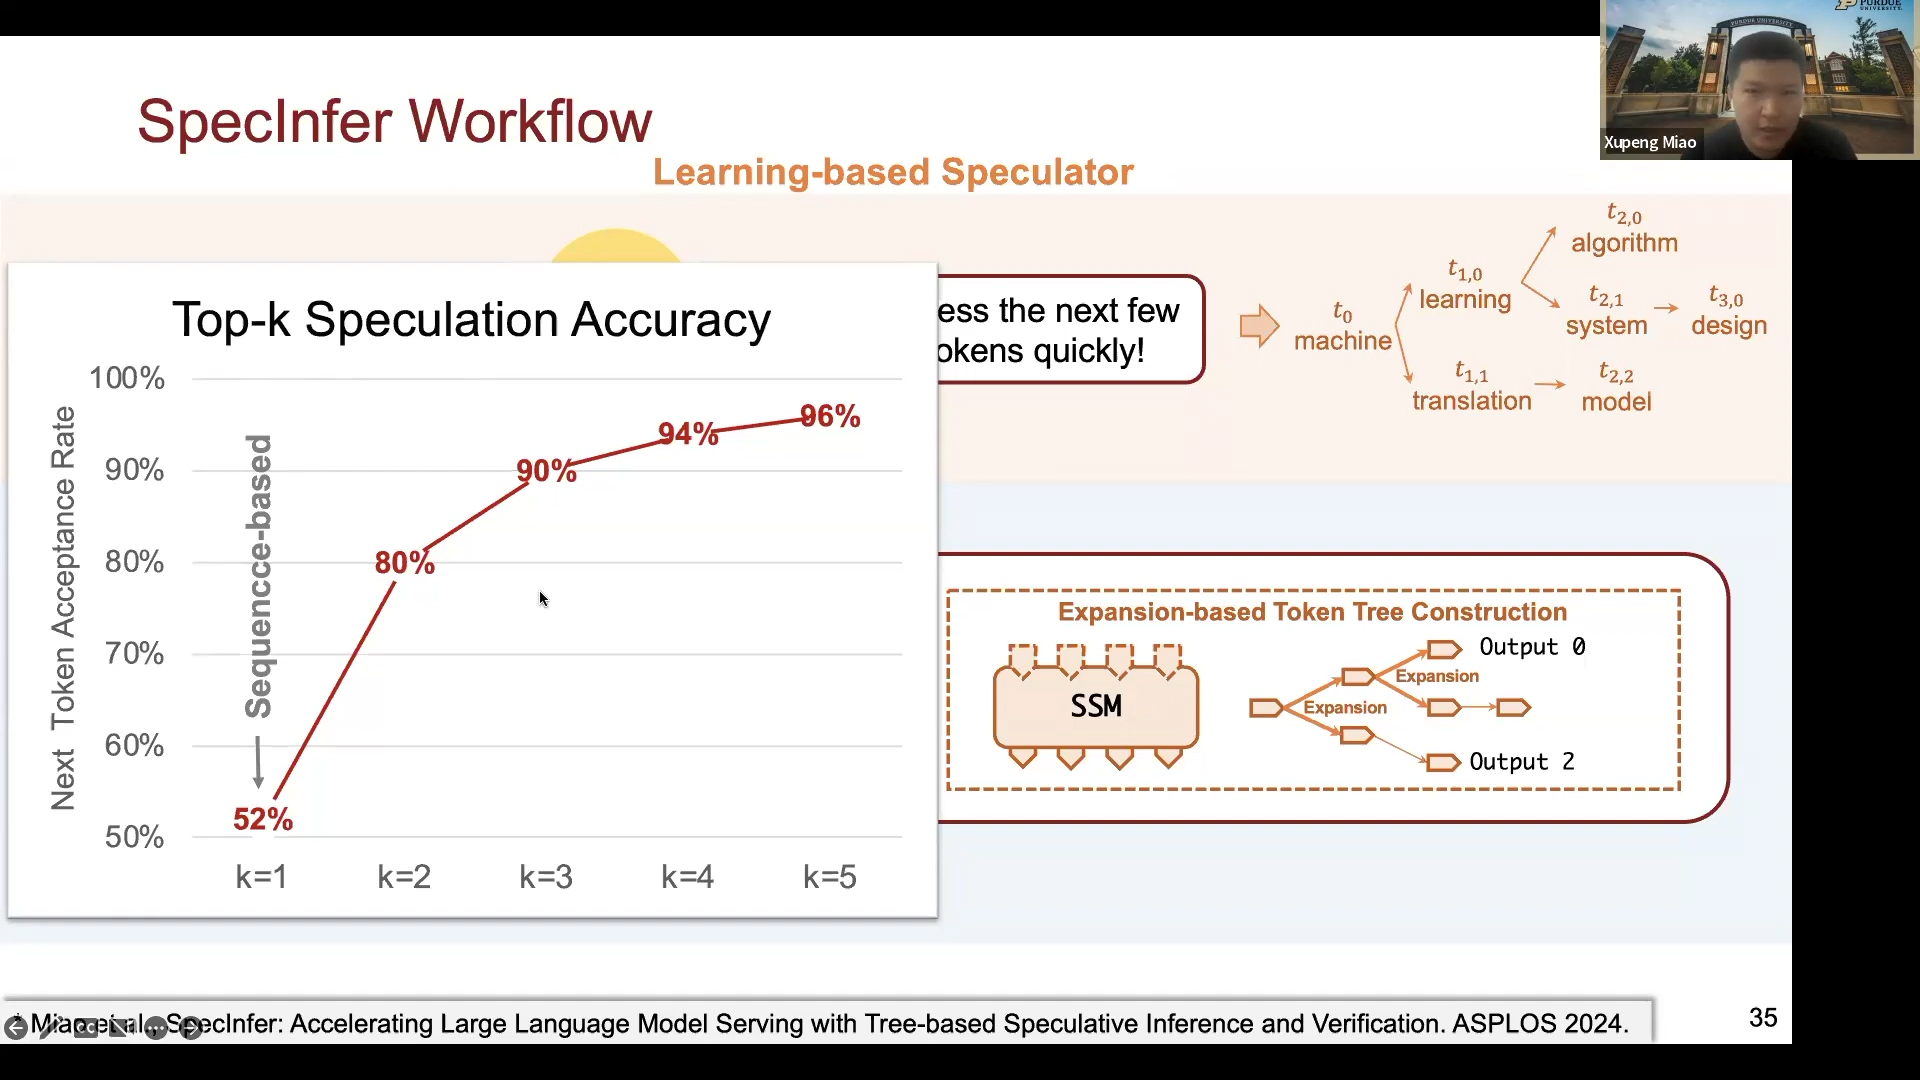 PURDUE
UNIVERSITY
PURDUE UNIVERSITY
Xupeng Miao
SpecInfer Workflow
Learning-based Speculator
ess the next few
okens quickly!
t0
machine
t1,0
learning
t1,1
translation
t2,0
algorithm
t2,1
system
t2,2
model
t3,0
design
Top-k Speculation Accuracy
Next Token Acceptance Rate
100%
90%
80%
70%
60%
50%
Sequencce-based
52%
80%
90%
94%
96%
k=1
k=2
k=3
k=4
k=5
Expansion-based Token Tree Construction
SSM
Expansion
Expansion
Output 0
Output 2
* Miao et al., SpecInfer: Accelerating Large Language Model Serving with Tree-based Speculative Inference and Verification. ASPLOS 2024.
35